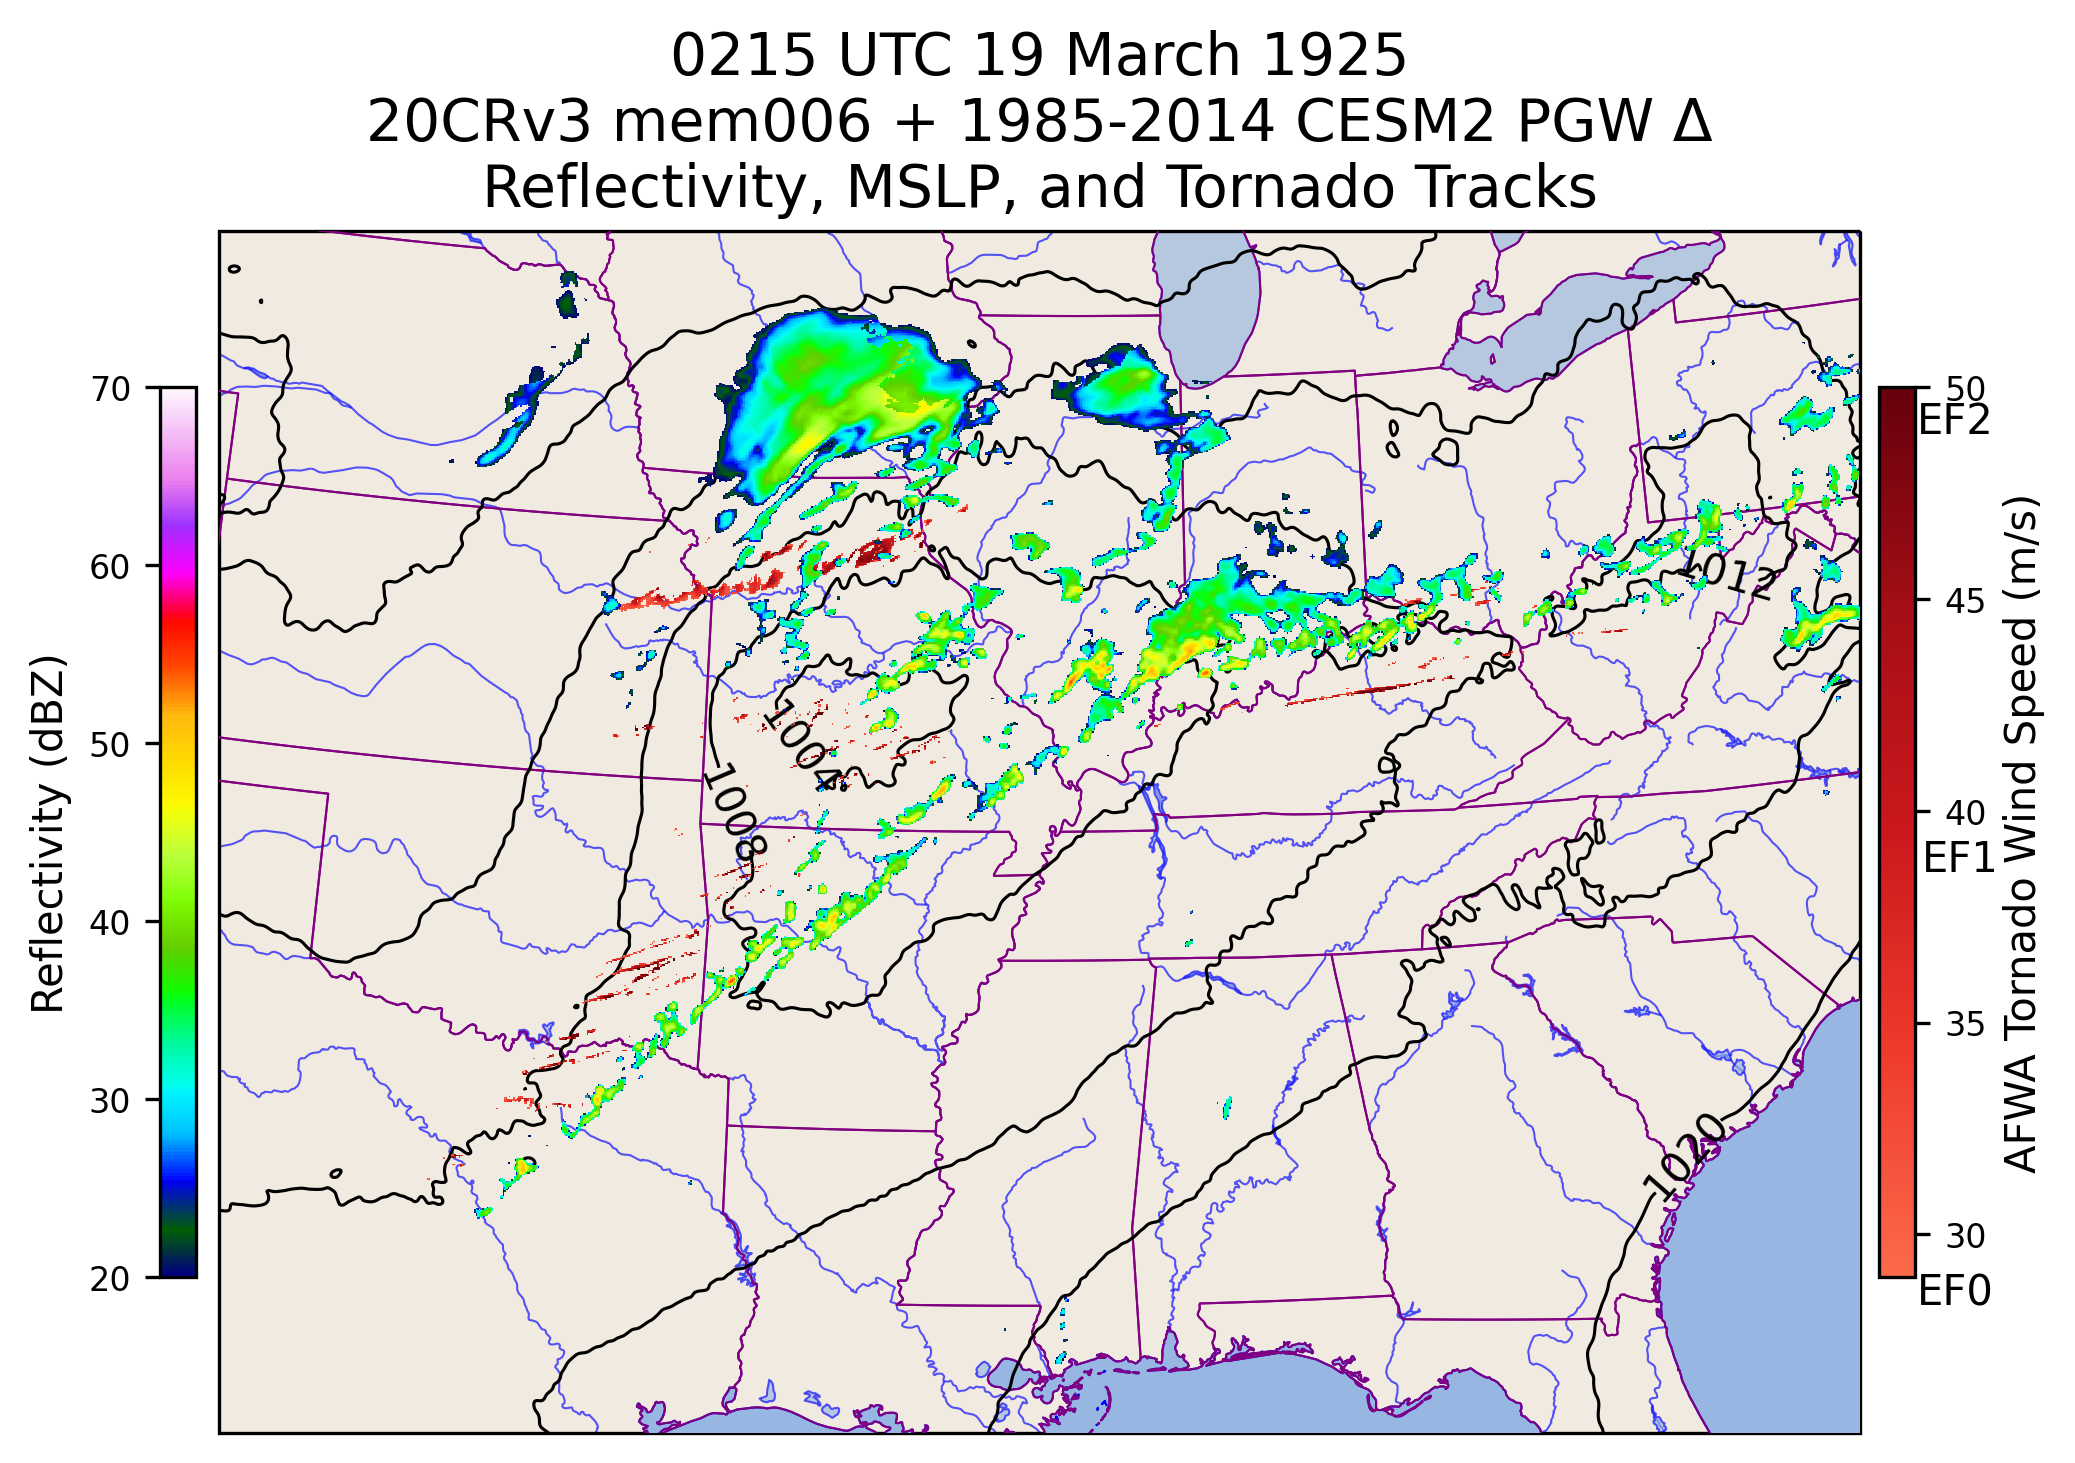 0215 UTC 19 March 1925
20CRv3 mem006 + 1985-2014 CESM2 PGW Δ
Reflectivity, MSLP, and Tornado Tracks
Reflectivity (dBZ)
70
60
50
40
30
20
1012
1004
1008
1020
50
EF2
45
40
EF1
35
30
EF0
AFWA Tornado Wind Speed (m/s)